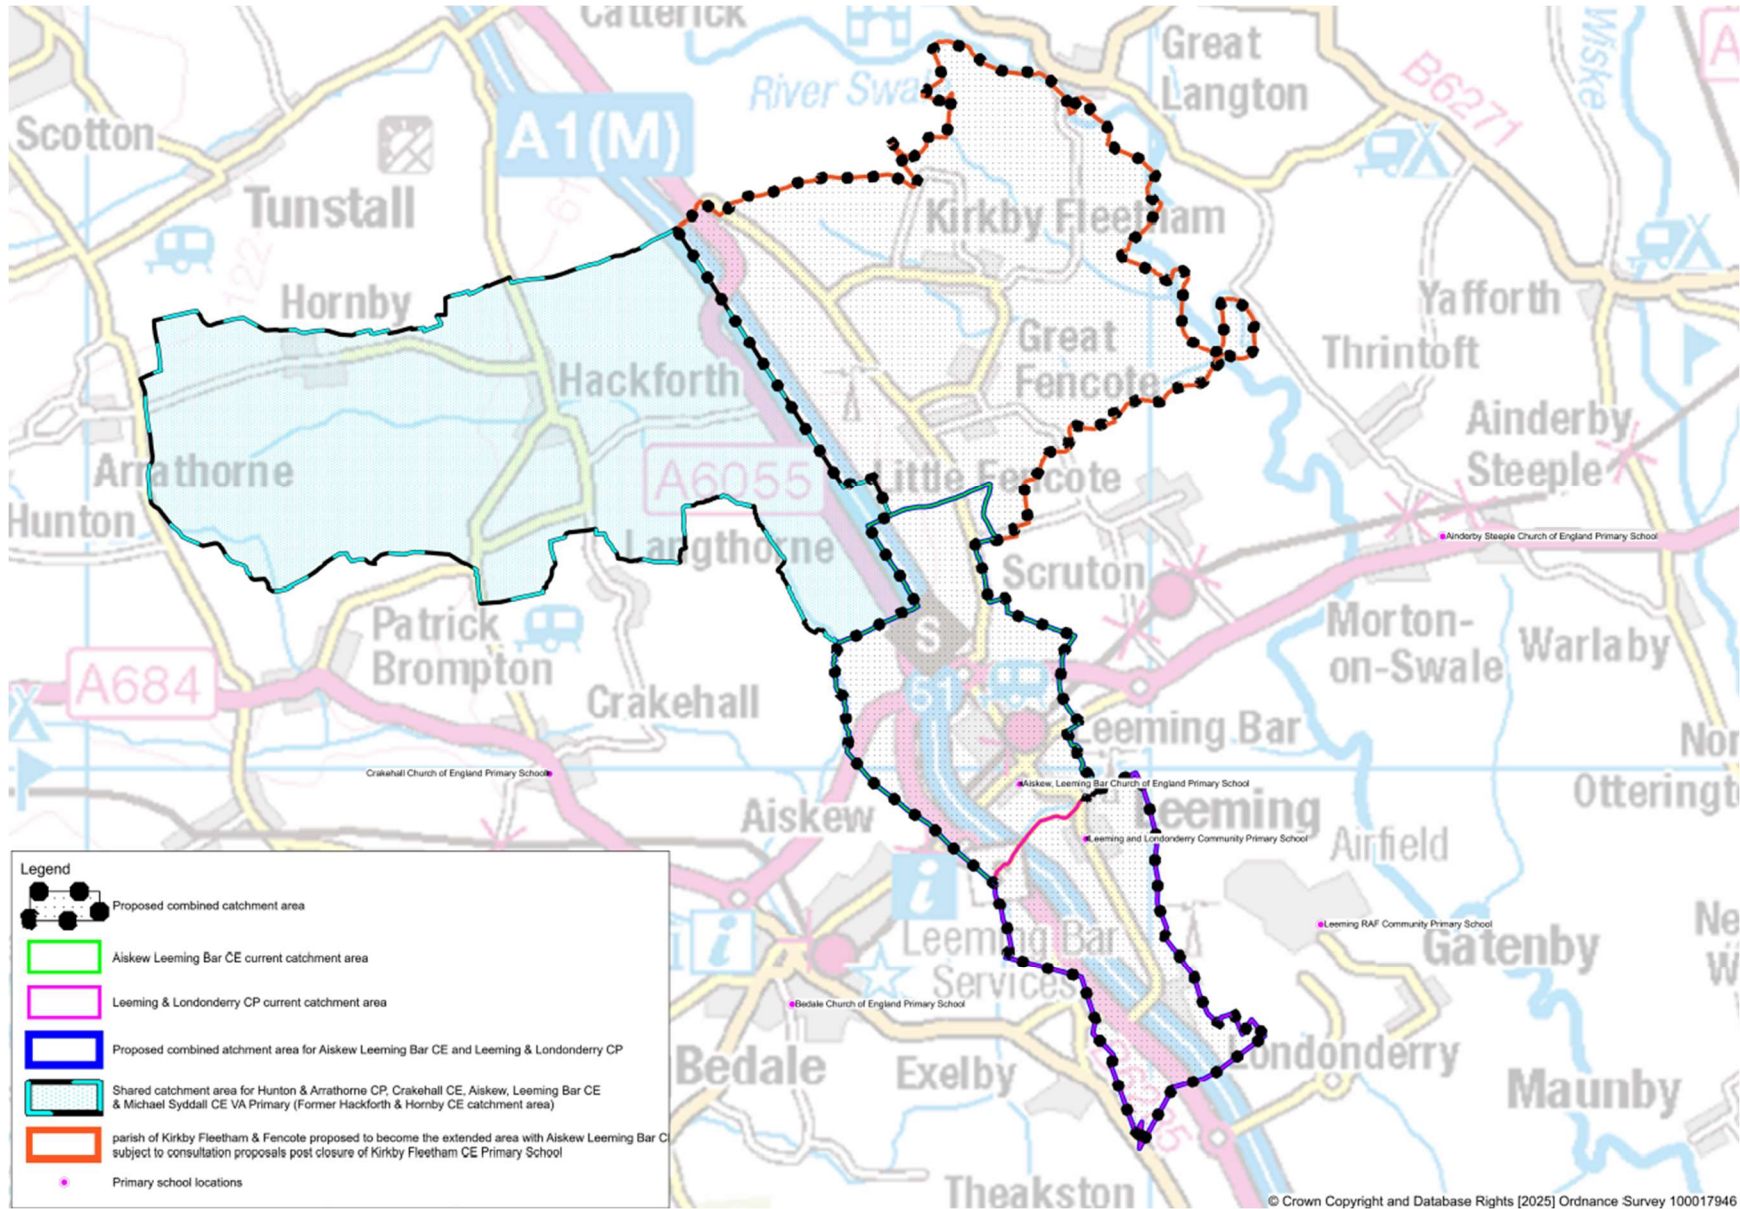 Catterick
River Swa
Great
Langton
B6271
Wiske
A
Scotton
A1(M)
Tunstall
Kirkby Fleetham
122
61
Hornby
Yafforth
Great
Fencote
Thrintoft
Hackforth
Ainderby
Steeple
Arrathorne
A6055
Little Fencote
Hunton
Langthorne
Ainderby Steeple Church of England Primary School
Scruton
S
Patrick
Brompton
Morton-
on-Swale
Warlaby
A684
Crakehall
51
Leeming Bar
Nor
Otteringt
Crakehall Church of England Primary School
Aiskew, Leeming Bar Church of England Primary School
Aiskew
Leeming
Leeming and Londonderry Community Primary School
Airfield
i
i
Leeming Bar
Services
Leeming RAF Community Primary School
Gatenby
Ne
W
Bedale Church of England Primary School
Bedale
Exelby
Londonderry
Maunby
Theakston
Legend
Proposed combined catchment area
Aiskew Leeming Bar CE current catchment area
Leeming & Londonderry CP current catchment area
Proposed combined atchment area for Aiskew Leeming Bar CE and Leeming & Londonderry CP
Shared catchment area for Hunton & Arrathorne CP, Crakehall CE, Aiskew, Leeming Bar CE
& Michael Syddall CE VA Primary (Former Hackforth & Hornby CE catchment area)
parish of Kirkby Fleetham & Fencote proposed to become the extended area with Aiskew Leeming Bar C
subject to consultation proposals post closure of Kirkby Fleetham CE Primary School
Primary school locations
© Crown Copyright and Database Rights [2025] Ordnance Survey 100017946